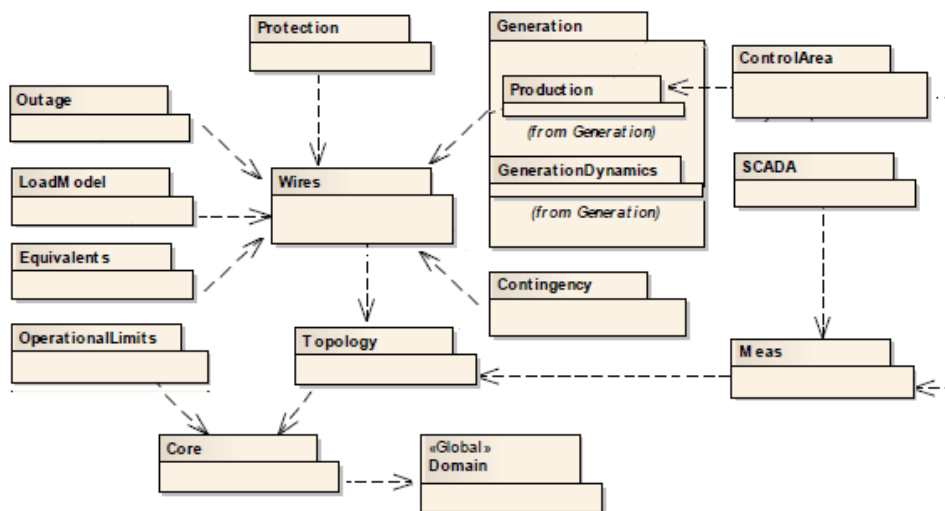 Protection
Generation
ControlArea
Production
(from Generation)
Outage
GenerationDynamics
(from Generation)
SCADA
LoadModel
Wires
Equivalents
Contingency
OperationalLimits
Topology
Meas
Core
«Global»
Domain